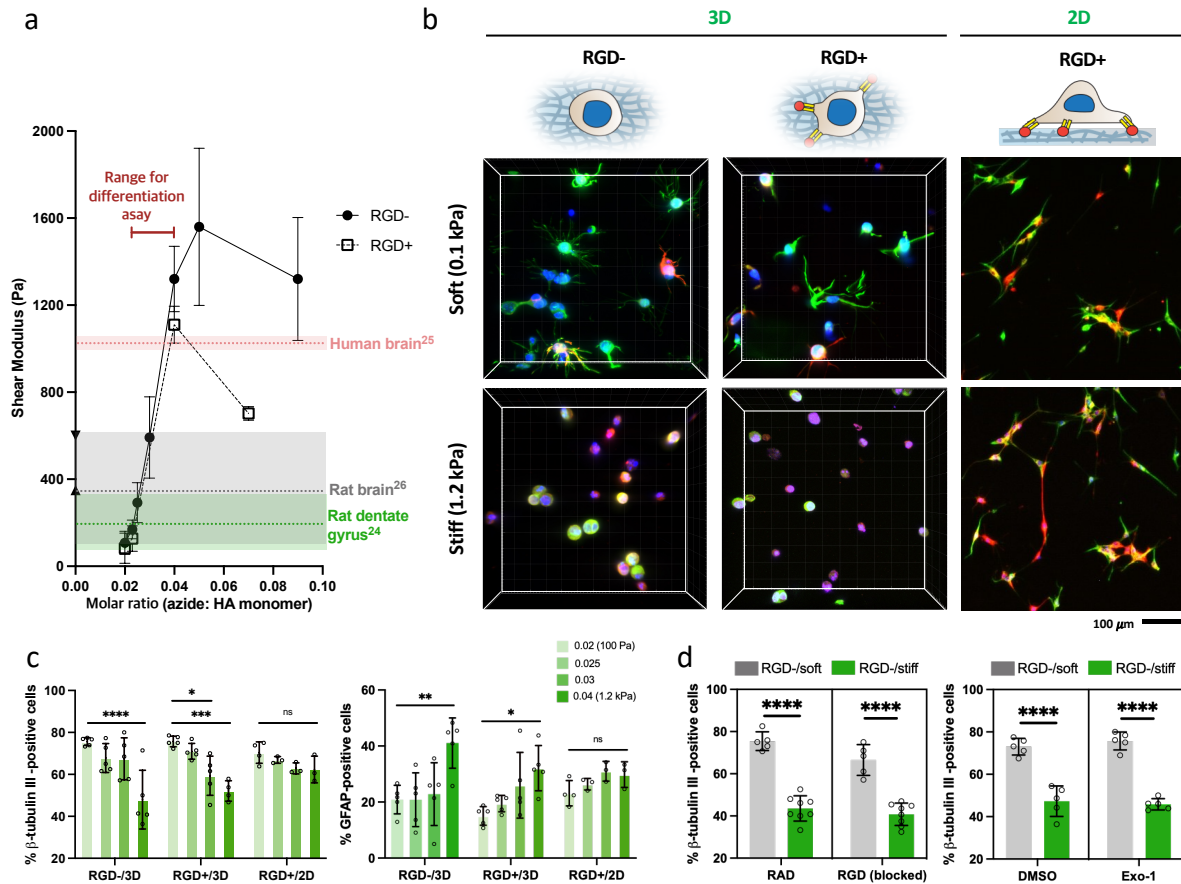 a
2000
1600
1200
800
400
0
Shear Modulus (Pa)
0.00
0.02
0.04
0.06
0.08
0.10
Molar ratio (azide: HA monomer)
Range for
differentiation
asay
RGD-
RGD+
Human brain25
Rat brain26
Rat dentate
gyrus24
b
3D
2D
RGD-
RGD+
RGD+
Soft (0.1 kPa)
Stiff (1.2 kPa)
100 μm
c
% β-tubulin III -positive cells
100
80
60
40
20
****
*
***
ns
RGD-/3D
RGD+/3D
RGD+/2D
% GFAP-positive cells
60
40
20
0
**
*
ns
RGD-/3D
RGD+/3D
RGD+/2D
0.02 (100 Pa)
0.025
0.03
0.04 (1.2 kPa)
d
RGD-/soft
RGD-/stiff
% β-tubulin III -positive cells
100
80
60
40
20
****
****
RAD
RGD (blocked)
RGD-/soft
RGD-/stiff
% β-tubulin III -positive cells
100
80
60
40
20
****
****
DMSO
Exo-1